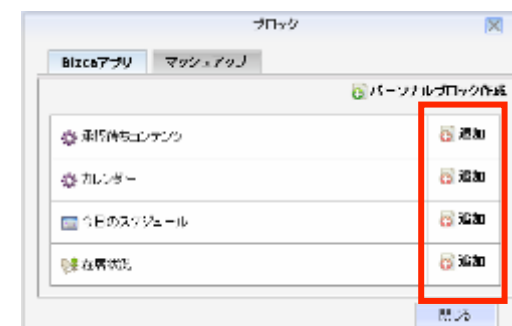 ブロック
Bizcaアプリ マッシュアップ
パーソナルブロック作成
承認待ちコンテンツ 追加
カレンダー 追加
今日のスケジュール 追加
在席状況 追加
閉じる